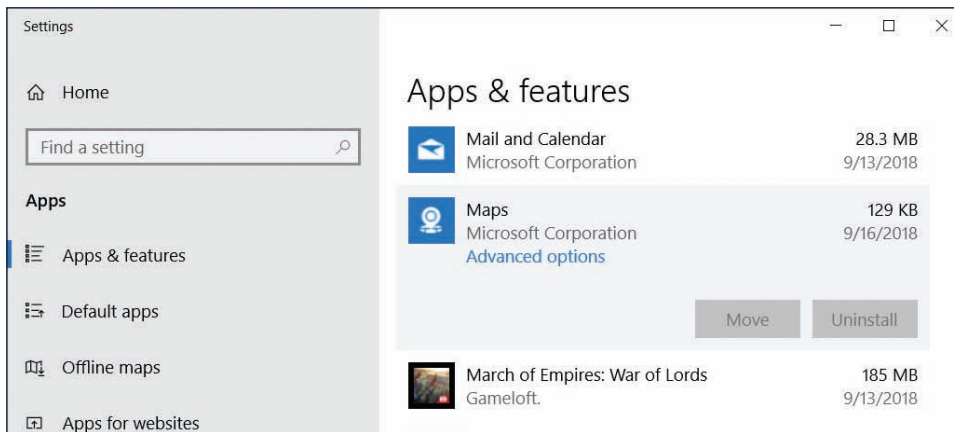 Settings
Home
Find a setting
Apps
Apps & features
Default apps
Offline maps
Apps for websites
Apps & features
Mail and Calendar
28.3 MB
Microsoft Corporation
9/13/2018
Maps
129 KB
Microsoft Corporation
9/16/2018
Advanced options
Move
Uninstall
March of Empires: War of Lords
185 MB
Gameloft.
9/13/2018